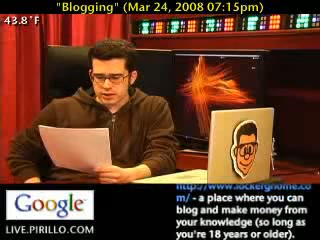 "Blogging" (Mar 24, 2008 07:15pm)
43.8°F
Google
LIVE.PIRILLO.COM
http://www.lockergnome.co
m/ - a place where you can
blog and make money from
your knowledge (so long as
you're 18 years or older).